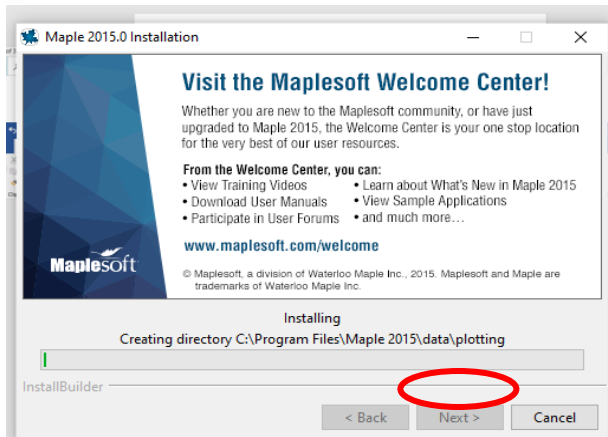 Maple 2015.0 Installation
Visit the Maplesoft Welcome Center!
Whether you are new to the Maplesoft community, or have just
upgraded to Maple 2015, the Welcome Center is your one stop location
for the very best of our user resources.
From the Welcome Center, you can:
• View Training Videos
• Learn about What's New in Maple 2015
• Download User Manuals
• View Sample Applications
• Participate in User Forums
• and much more...
www.maplesoft.com/welcome
Maplesoft
© Maplesoft, a division of Waterloo Maple Inc., 2015. Maplesoft and Maple are
trademarks of Waterloo Maple Inc.
Installing
Creating directory C:\Program Files\Maple 2015\data\plotting
InstallBuilder
< Back
Next >
Cancel